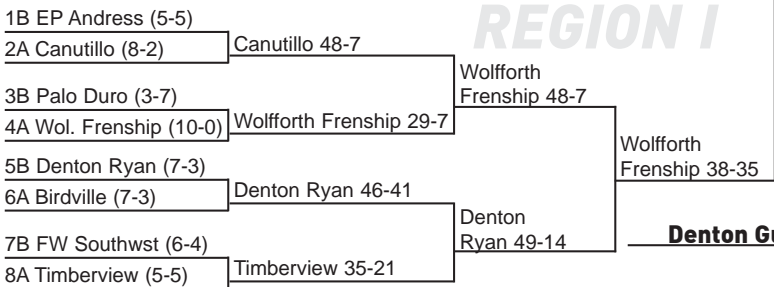 REGION I
1B EP Andress (5-5)
2A Canutillo (8-2)
Canutillo 48-7
3B Palo Duro (3-7)
4A Wol. Frenship (10-0)
Wolfforth Frenship 29-7
Wolfforth
Frenship 48-7
5B Denton Ryan (7-3)
6A Birdville (7-3)
Denton Ryan 46-41
7B FW Southwst (6-4)
8A Timberview (5-5)
Timberview 35-21
Denton
Ryan 49-14
Wolfforth
Frenship 38-35
Denton